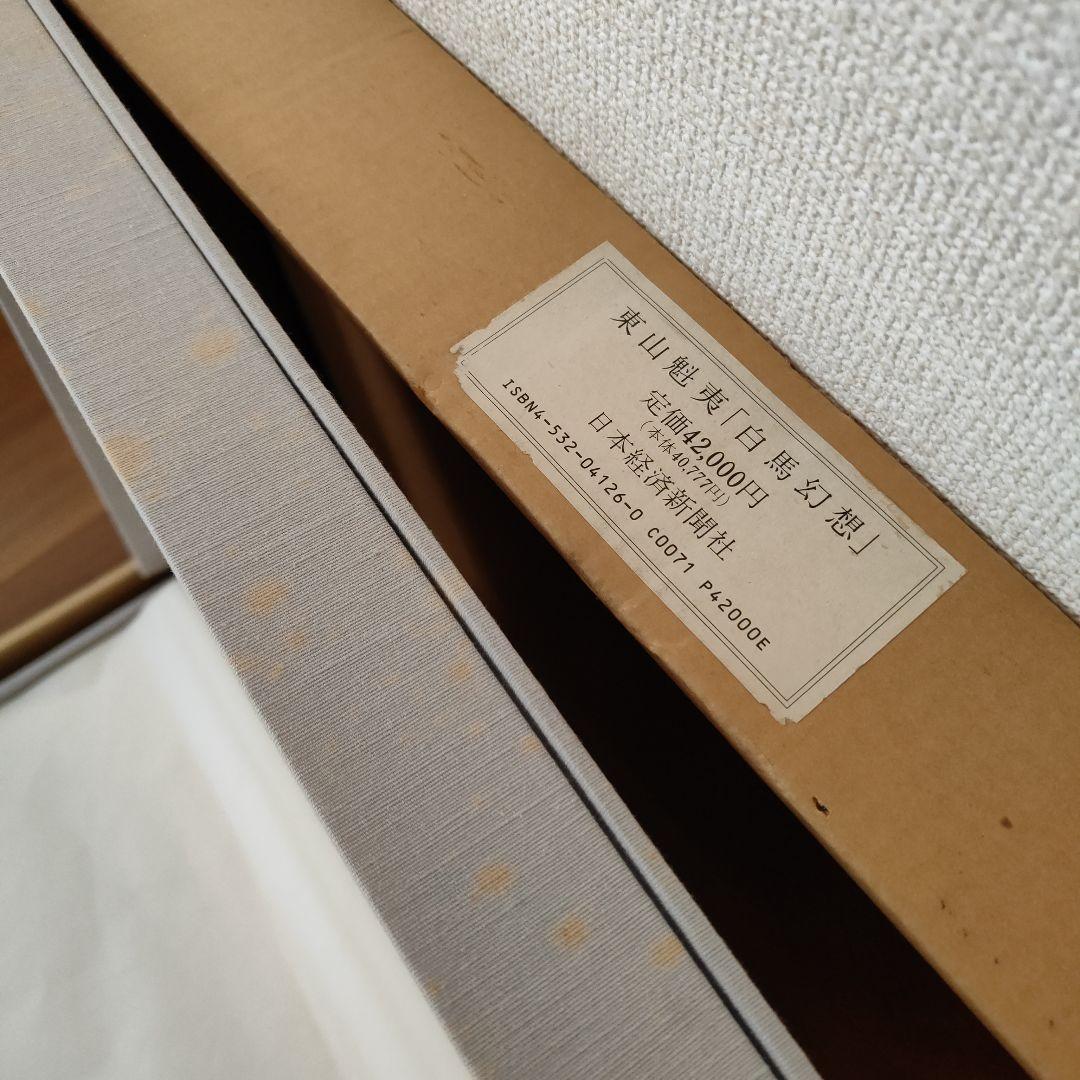 東山魁夷「白馬幻想」
定価42,000円
(本体40,777円)
日本経済新聞社
ISBN4-532-04126-0 C0071 P42000E